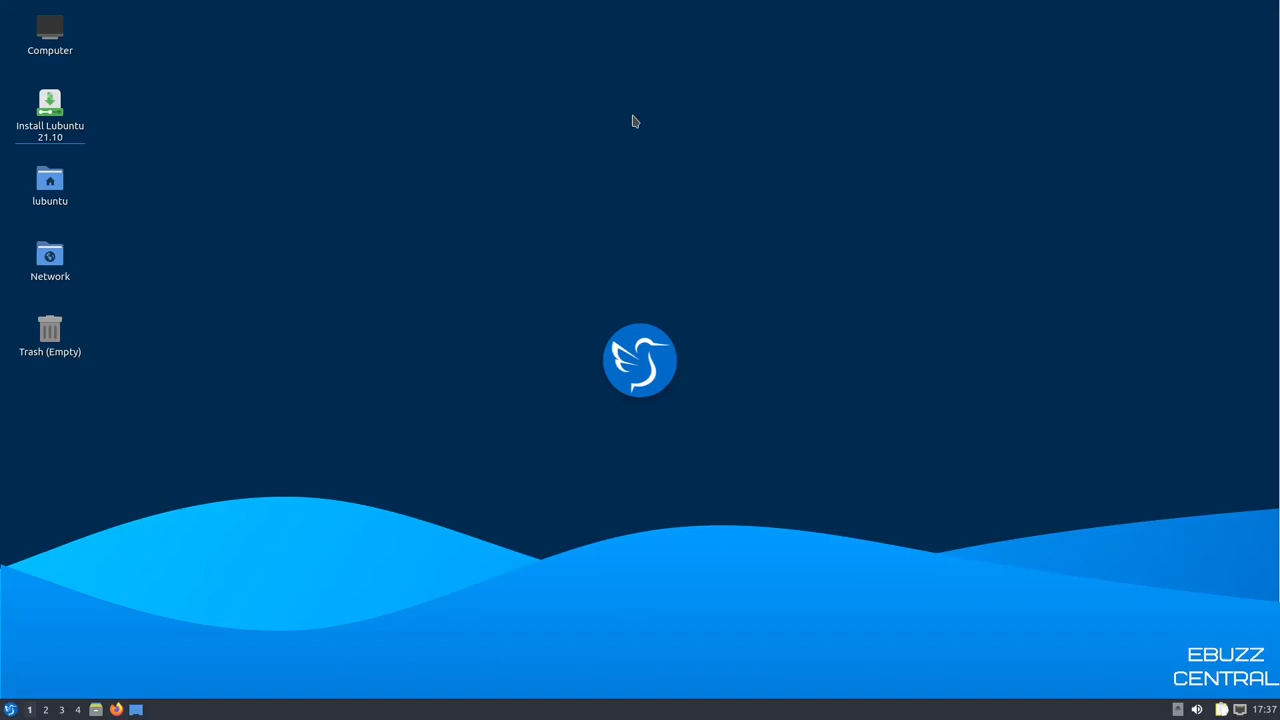 Computer
Install Lubuntu
21.10
lubuntu
Network
Trash (Empty)
EBUZZ
CENTRAL
1 2 3 4
17:37